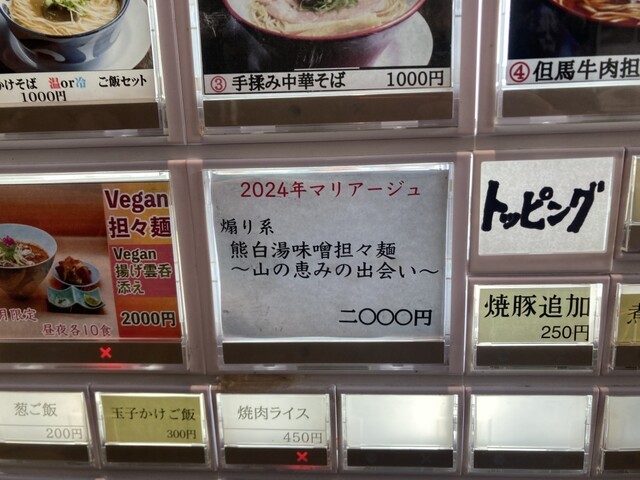 かけそば 温or冷 ご飯セット
1000円
③ 手揉み中華そば 1000円
④ 但馬牛肉担
Vegan
担々麺
Vegan
揚げ雲呑
添え
月限定
昼夜各10食
2000円
2024年マリアージュ
煽り系
熊白湯味噌担々麺
〜山の恵みの出会い〜
二〇〇〇円
トッピング
焼豚追加
250円
煮
葱ご飯
200円
玉子かけご飯
300円
焼肉ライス
450円